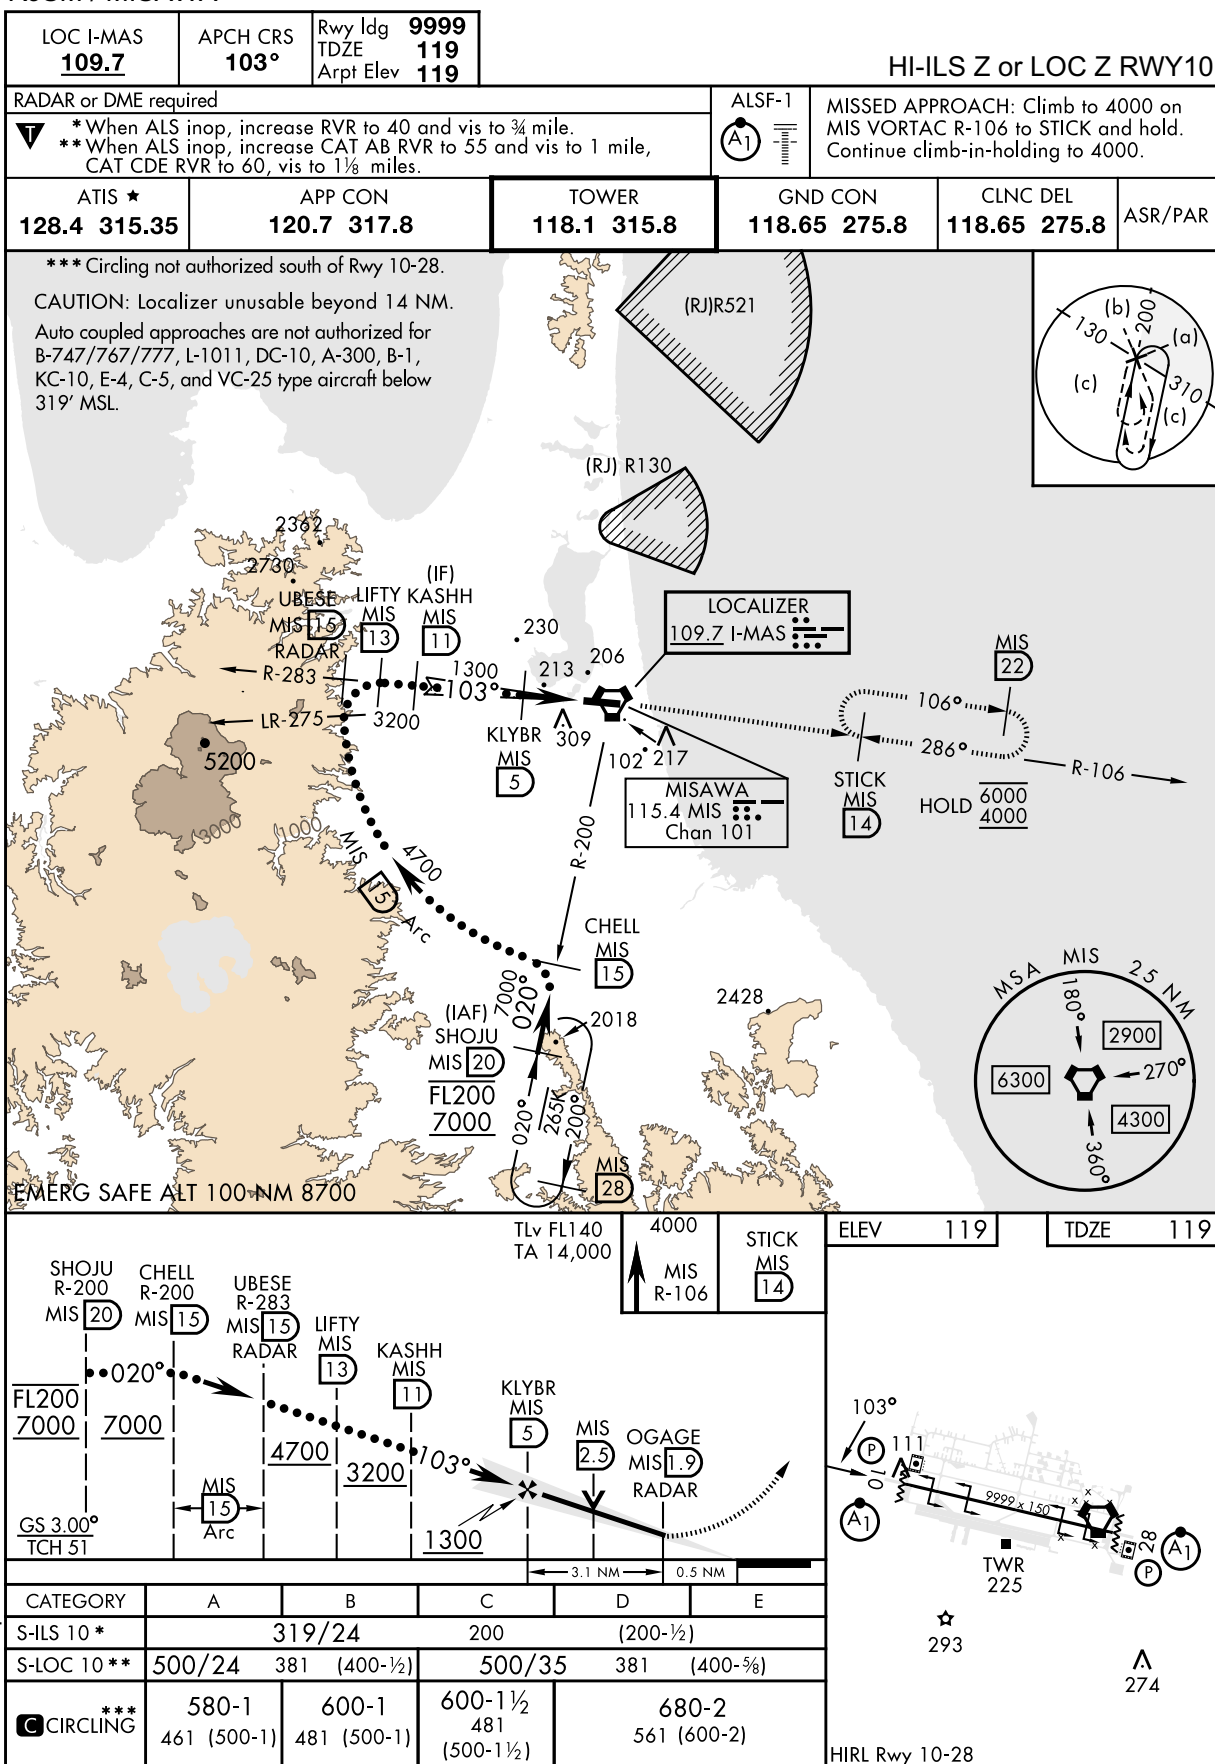 LOC I-MAS
109.7
APCH CRS
103°
Rwy ldg 9999
TDZE 119
Arpt Elev 119
HI-ILS Z or LOC Z RWY10
RADAR or DME required
T
* When ALS inop, increase RVR to 40 and vis to ¾ mile.
** When ALS inop, increase CAT AB RVR to 55 and vis to 1 mile,
CAT CDE RVR to 60, vis to 1⅛ miles.
ALSF-1
A1
MISSED APPROACH: Climb to 4000 on
MIS VORTAC R-106 to STICK and hold.
Continue climb-in-holding to 4000.
ATIS ★
128.4 315.35
APP CON
120.7 317.8
TOWER
118.1 315.8
GND CON
118.65 275.8
CLNC DEL
118.65 275.8
ASR/PAR
*** Circling not authorized south of Rwy 10-28.
CAUTION: Localizer unusable beyond 14 NM.
Auto coupled approaches are not authorized for
B-747/767/777, L-1011, DC-10, A-300, B-1,
KC-10, E-4, C-5, and VC-25 type aircraft below
319' MSL.
(RJ)R521
(RJ) R130
130
(b)
200
(a)
(c)
310
(c)
2362
2730
UBESE
MIS 15
RADAR
LIFTY
MIS
13
(IF)
KASHH
MIS
11
230
213
206
R-283
1300
103°
LR-275
3200
5200
3000
1000
KLYBR
MIS
5
309
102
217
LOCALIZER
109.7 I-MAS
MISAWA
115.4 MIS
Chan 101
MIS
22
106°
286°
R-106
STICK
MIS
14
HOLD 6000
4000
R-200
4700
MIS 15 Arc
CHELL
MIS
15
7000
020°
(IAF)
SHOJU
MIS 20
FL200
7000
2018
2428
020°
265K
200°
MIS
28
MSA MIS 25 NM
180°
2900
270°
6300
4300
360°
EMERG SAFE ALT 100 NM 8700
TLv FL140
TA 14,000
4000
MIS
R-106
STICK
MIS
14
ELEV 119
TDZE 119
SHOJU
R-200
MIS 20
CHELL
R-200
MIS 15
UBESE
R-283
MIS 15
RADAR
LIFTY
MIS
13
KASHH
MIS
11
KLYBR
MIS
5
MIS
2.5
OGAGE
MIS 1.9
RADAR
020°
FL200
7000
7000
4700
3200
103°
1300
MIS
15
Arc
GS 3.00°
TCH 51
3.1 NM
0.5 NM
103°
P
111
10
A1
9999 x 150
x
x
x
x
x
28
A1
P
TWR
225
293
274
HIRL Rwy 10-28
CATEGORY A B C D E
S-ILS 10 * 319/24 200 (200-½)
S-LOC 10 ** 500/24 381 (400-½) 500/35 381 (400-⅝)
C CIRCLING ***
580-1
461 (500-1)
600-1
481 (500-1)
600-1½
481
(500-1½)
680-2
561 (600-2)